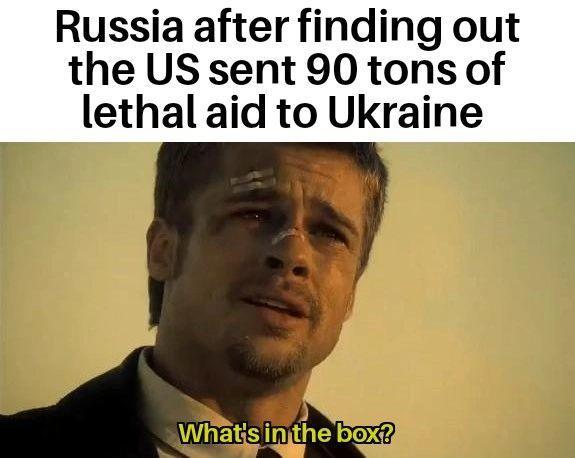 Russia after finding out
the US sent 90 tons of
lethal aid to Ukraine
What's in the box?